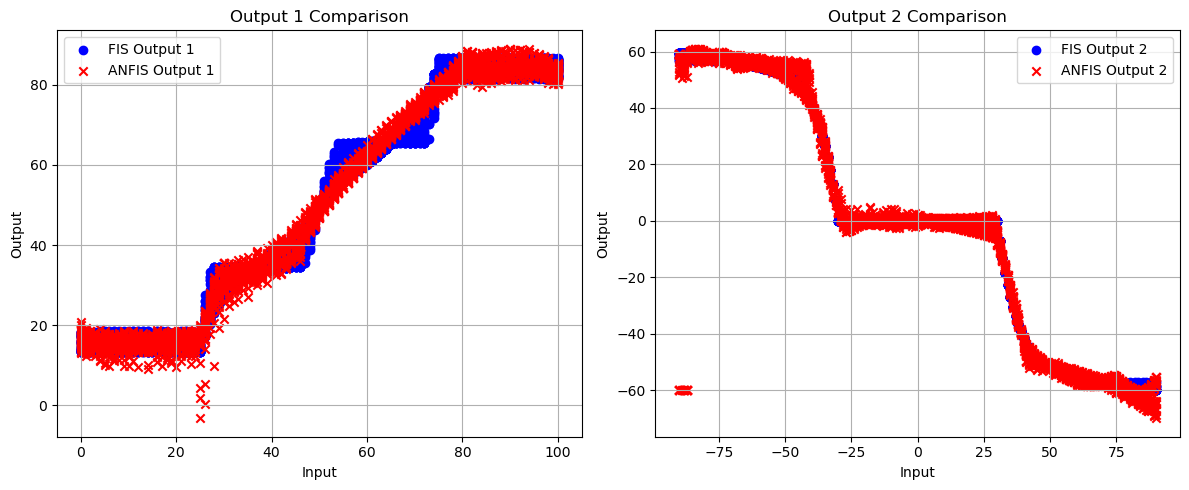 Output 1 Comparison
FIS Output 1
ANFIS Output 1
80
60
40
20
0
Output
0 20 40 60 80 100
Input
Output 2 Comparison
FIS Output 2
ANFIS Output 2
60
40
20
0
−20
−40
−60
Output
−75 −50 −25 0 25 50 75
Input